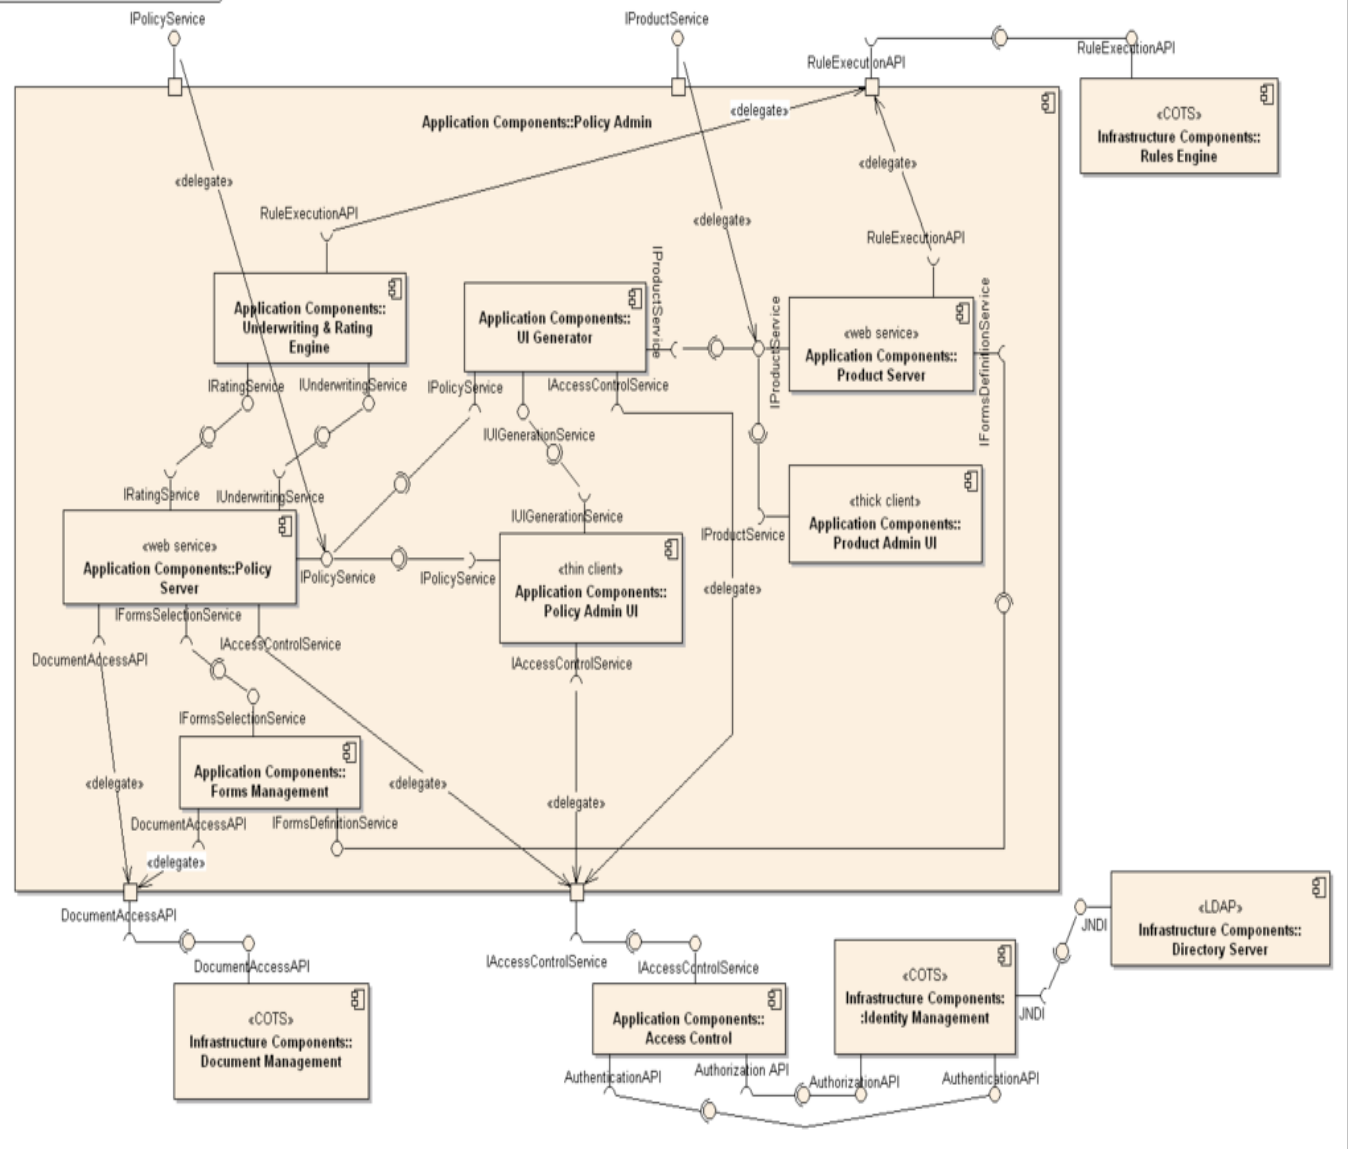 IPolicyService
IProductService
RuleExecutionAPI
RuleExecutionAPI
«COTS»
Infrastructure Components::
Rules Engine
Application Components::Policy Admin
«delegate»
«delegate»
«delegate»
«delegate»
RuleExecutionAPI
RuleExecutionAPI
Application Components::
Underwriting & Rating
Engine
Application Components::
UI Generator
IProductService
IProductService
«web service»
Application Components::
Product Server
IFormsDefinitionService
IRatingService
IUnderwritingService
IPolicyService
IAccessControlService
IUIGenerationService
IRatingService
IUnderwritingService
IUIGenerationService
IProductService
«thick client»
Application Components::
Product Admin UI
«web service»
Application Components::Policy
Server
IPolicyService
IPolicyService
«thin client»
Application Components::
Policy Admin UI
«delegate»
IFormsSelectionService
IAccessControlService
DocumentAccessAPI
IAccessControlService
IFormsSelectionService
Application Components::
Forms Management
«delegate»
«delegate»
«delegate»
DocumentAccessAPI
IFormsDefinitionService
«delegate»
DocumentAccessAPI
DocumentAccessAPI
«COTS»
Infrastructure Components::
Document Management
IAccessControlService
IAccessControlService
Application Components::
Access Control
«COTS»
Infrastructure Components:
:Identity Management
JNDI
JNDI
«LDAP»
Infrastructure Components::
Directory Server
AuthenticationAPI
Authorization API
AuthorizationAPI
AuthenticationAPI